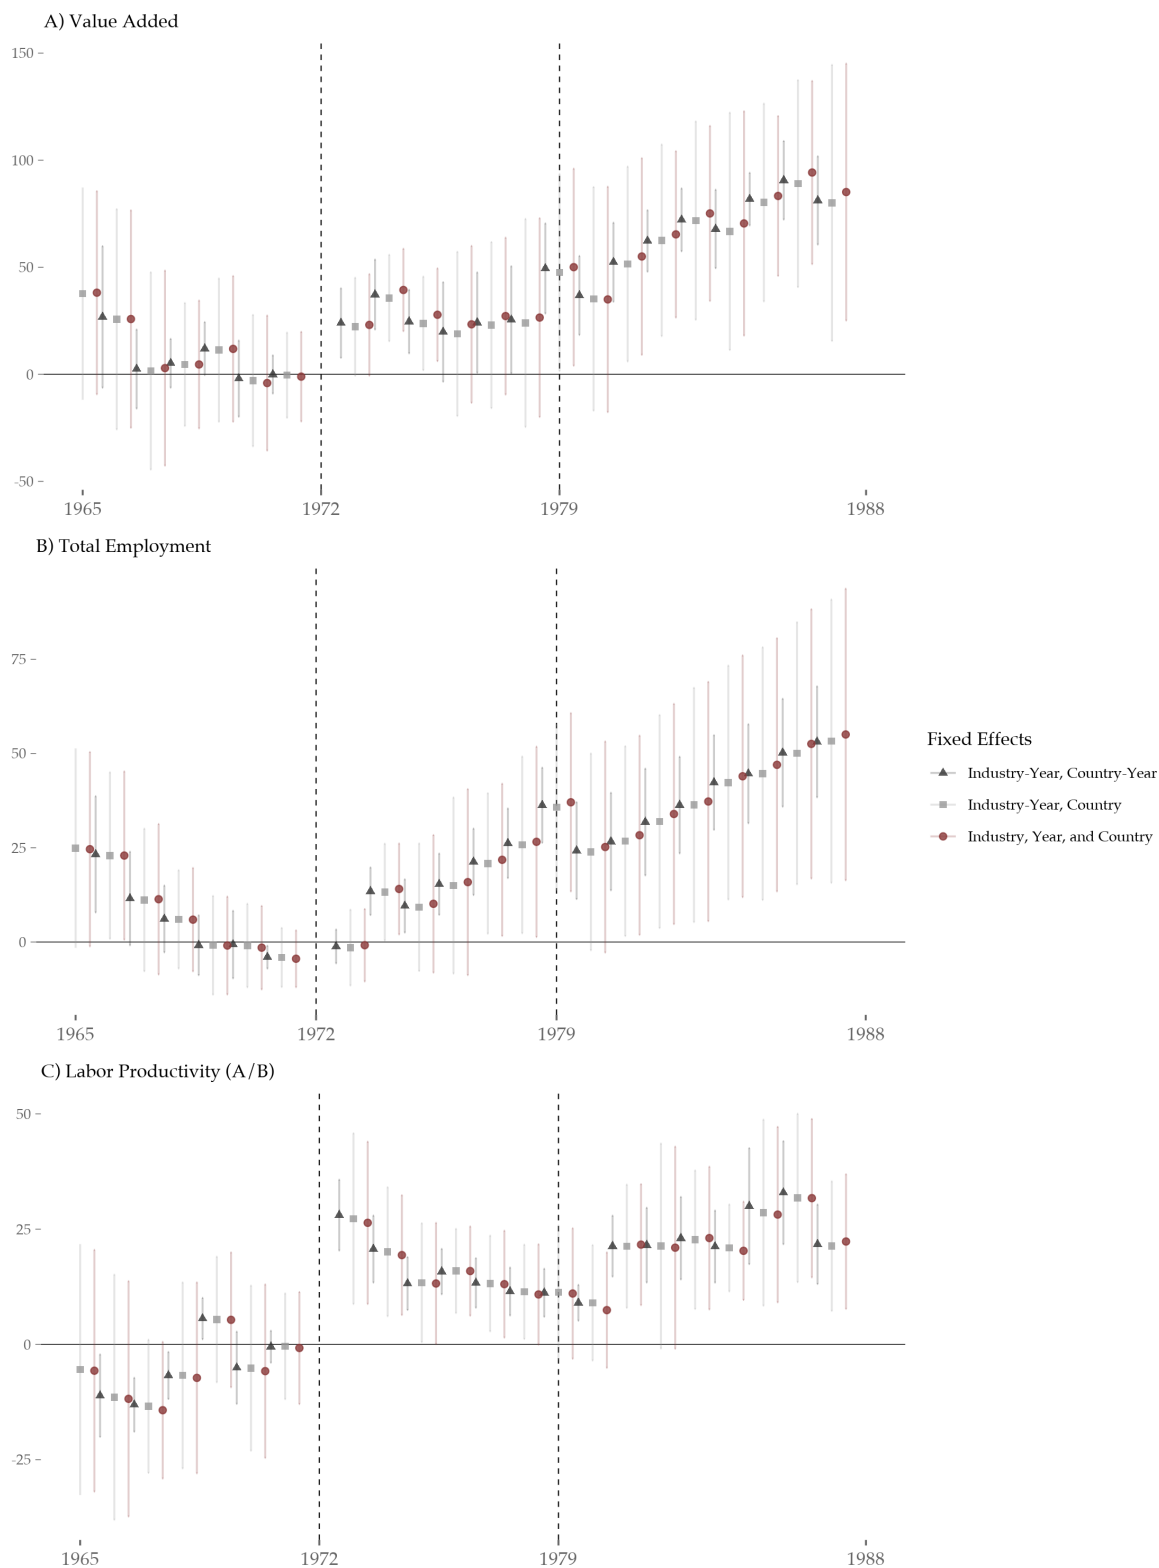 A) Value Added
150
100
50
0
-50
1965 1972 1979 1988
B) Total Employment
75
50
25
0
1965 1972 1979 1988
Fixed Effects
Industry-Year, Country-Year
Industry-Year, Country
Industry, Year, and Country
C) Labor Productivity (A/B)
50
25
0
-25
1965 1972 1979 1988